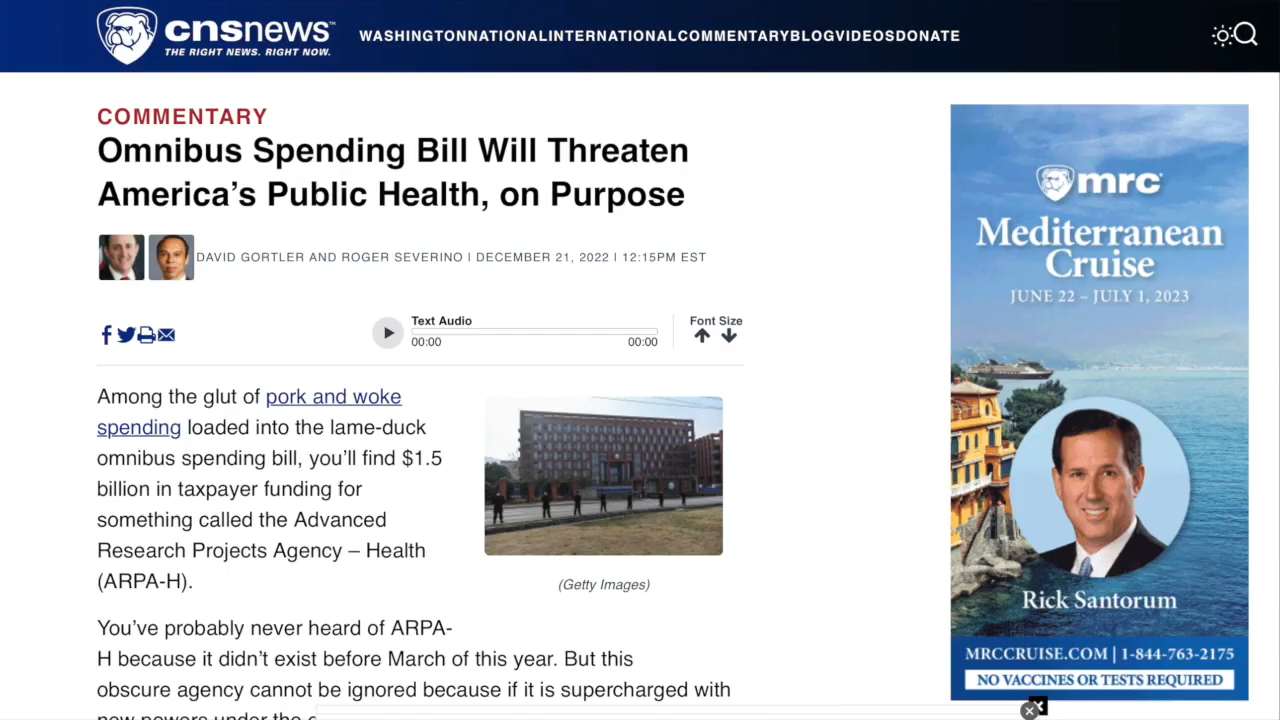 cnsnews™
THE RIGHT NEWS. RIGHT NOW.
WASHINGTONNATIONALINTERNATIONALCOMMENTARYBLOGVIDEOSDONATE
COMMENTARY
Omnibus Spending Bill Will Threaten
America’s Public Health, on Purpose
DAVID GORTLER AND ROGER SEVERINO | DECEMBER 21, 2022 | 12:15PM EST
Text Audio
00:00 00:00
Font Size
Among the glut of pork and woke
spending loaded into the lame-duck
omnibus spending bill, you’ll find $1.5
billion in taxpayer funding for
something called the Advanced
Research Projects Agency – Health
(ARPA-H).
(Getty Images)
You’ve probably never heard of ARPA-
H because it didn’t exist before March of this year. But this
obscure agency cannot be ignored because if it is supercharged with
new powers under the
mrc
Mediterranean
Cruise
JUNE 22 – JULY 1, 2023
Rick Santorum
MRCCRUISE.COM | 1-844-763-2175
NO VACCINES OR TESTS REQUIRED